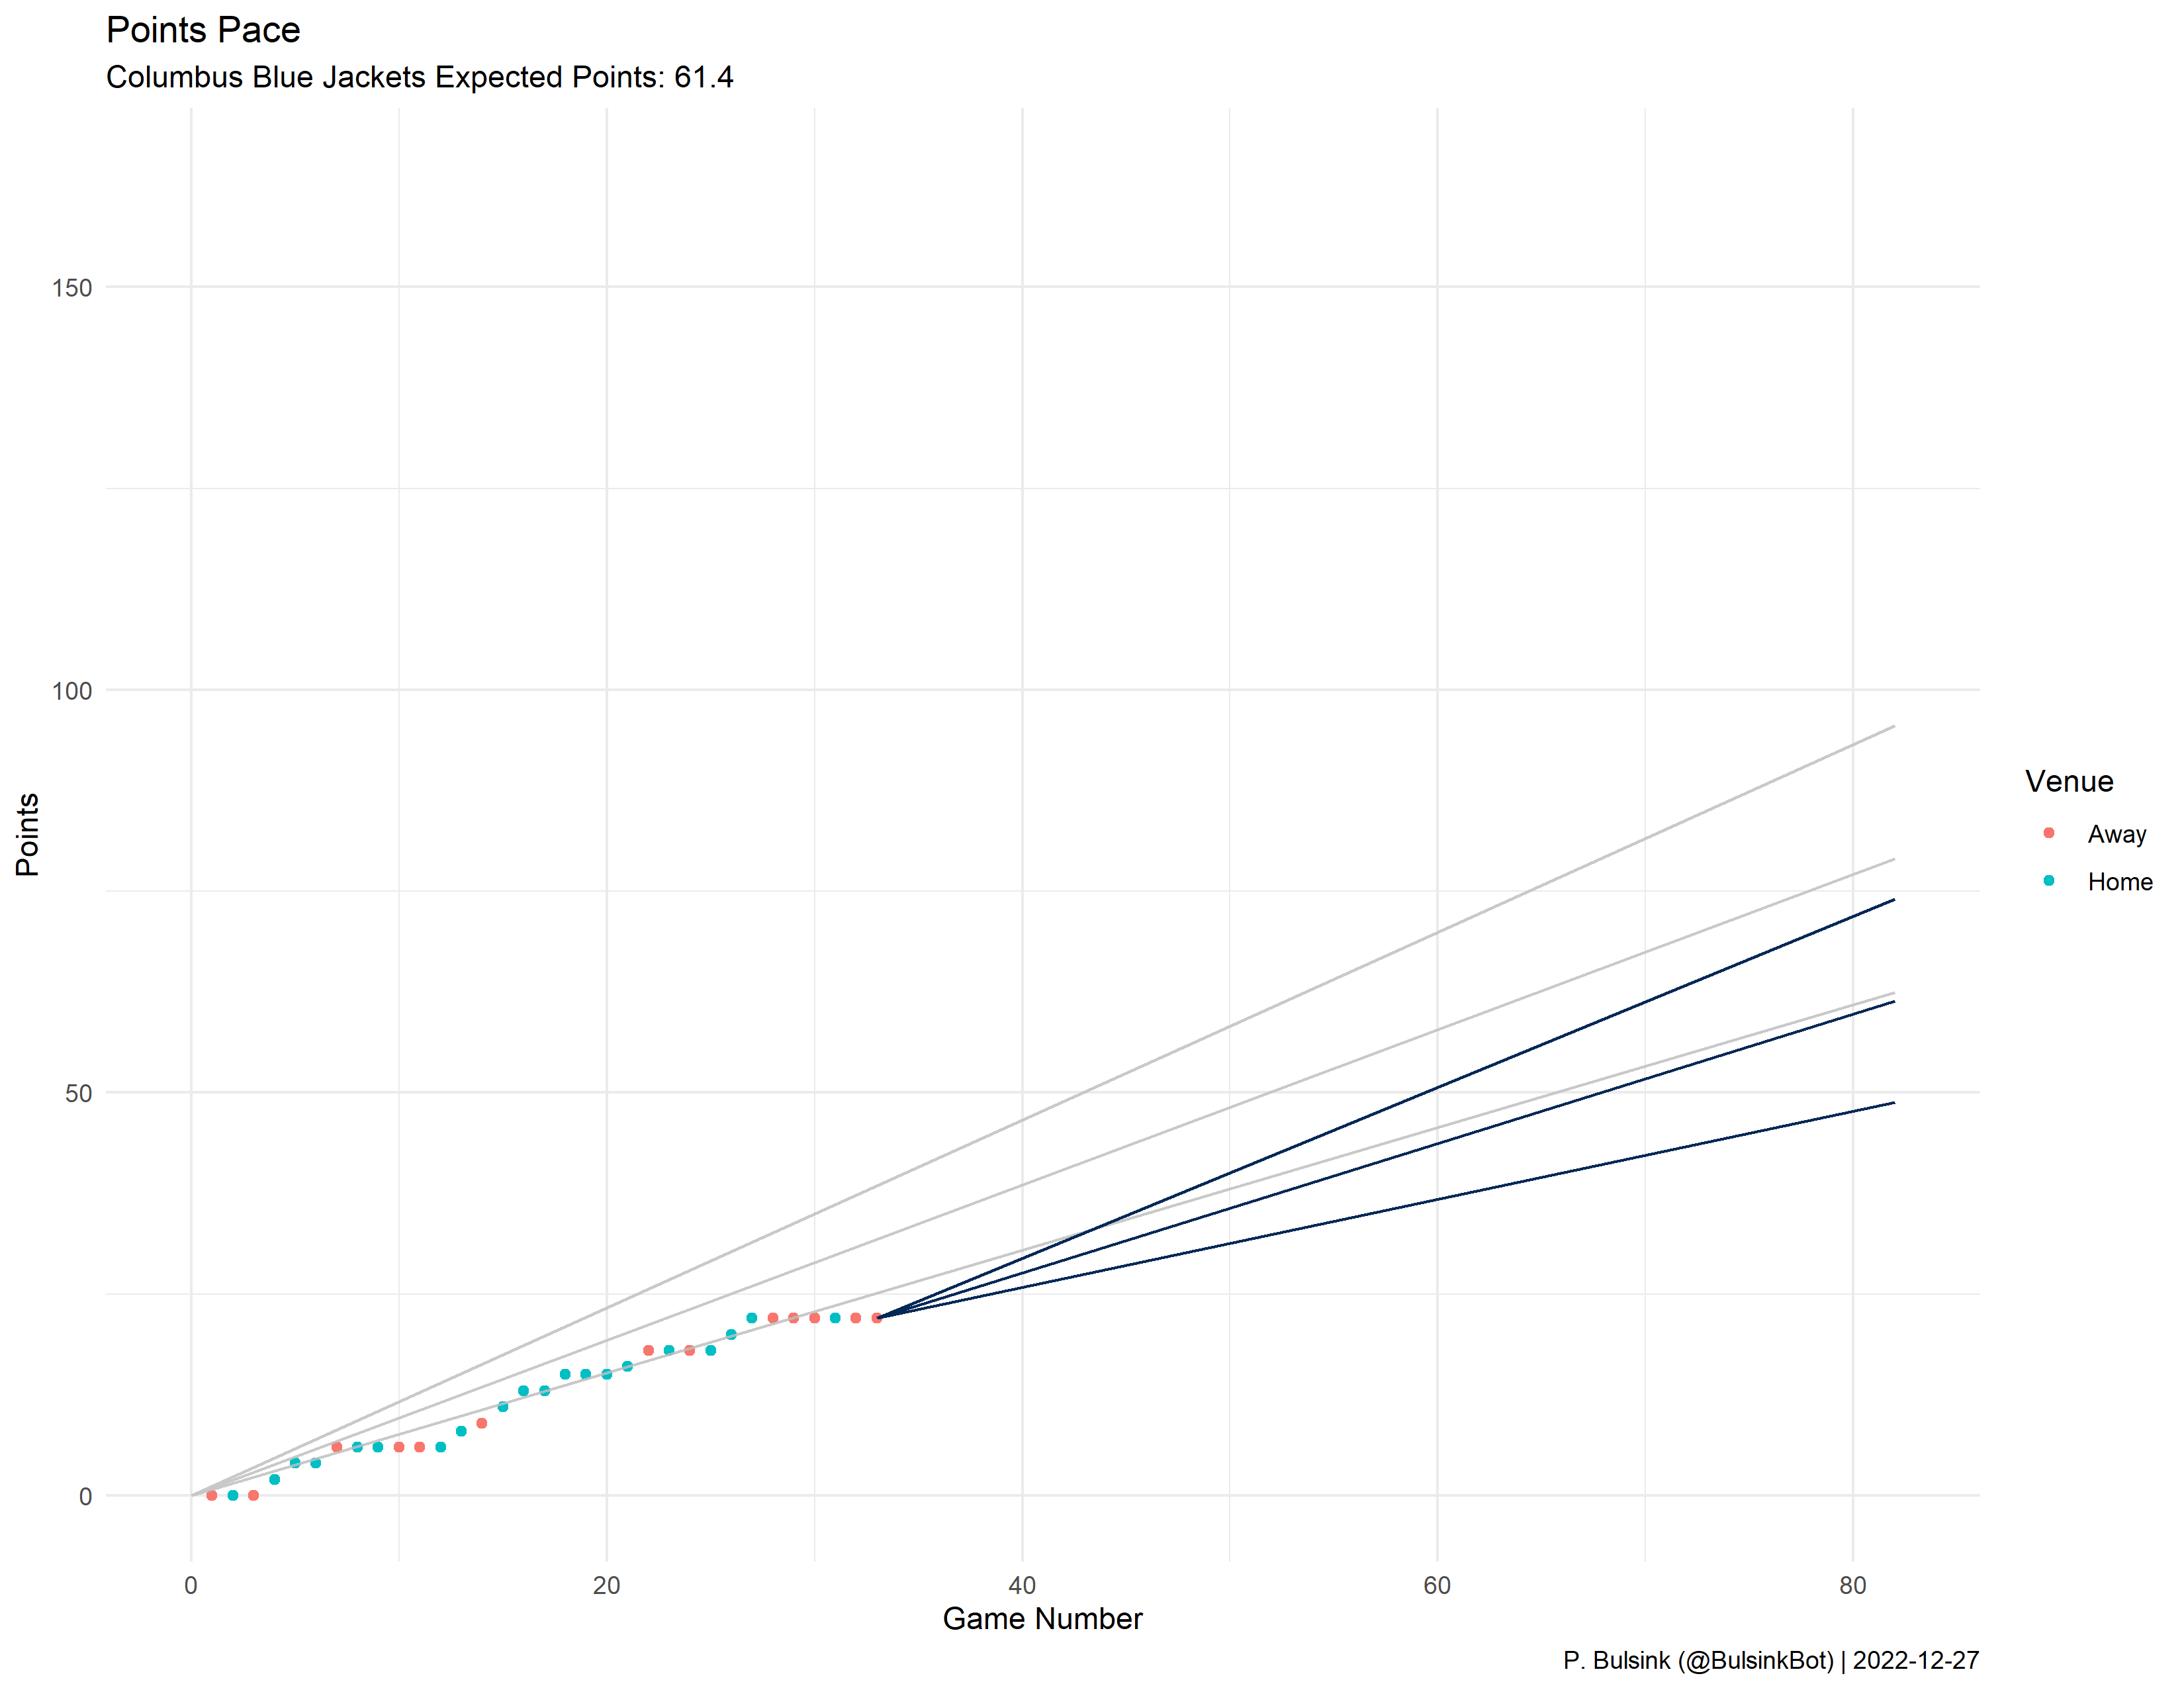 Points Pace
Columbus Blue Jackets Expected Points: 61.4
150
100
50
0
Points
0 20 40 60 80
Game Number
Venue
Away
Home
P. Bulsink (@BulsinkBot) | 2022-12-27